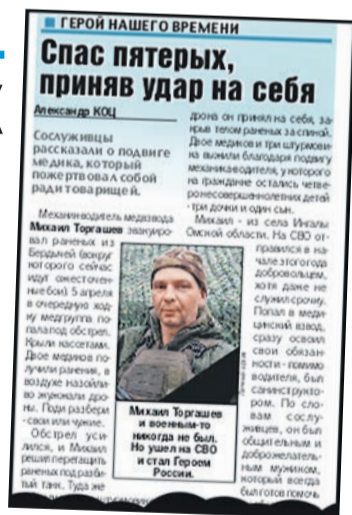 ГЕРОЙ НАШЕГО ВРЕМЕНИ
Спас пятерых,
приняв удар на себя
Александр КОЦ
Сослуживцы
рассказали о подвиге
медика, который
пожертвовал собой
ради товарищей.
Механик-водитель медвзвода
Михаил Торгашев эвакуиро-
вал раненых из
Бердычей (вокруг
которого сейчас
идут ожесточен-
ные бои). 5 апреля
в очередную ход-
ку медгруппа по-
пала под обстрел.
Крыли кассетами.
Двое медиков по-
лучили ранения, в
воздухе назойли-
во жужжали дро-
ны. Поди разбери
- свои или чужие.
Обстрел уси-
лился, и Михаил
решил перетащить
раненых под разби-
тый танк. Туда же
Михаил Торгашев
и военным-то
никогда не был.
Но ушел на СВО
и стал Героем
России.
дрона он принял на себя, за-
крыв телом раненых за спиной.
Двое медиков и три штурмови-
ка выжили благодаря подвигу
механика-водителя, у которого
на гражданке остались четве-
ро несовершеннолетних детей
- три дочки и один сын.
Михаил - из села Ингалы
Омской области. На СВО от-
правился в на-
чале этого года
добровольцем,
хотя даже не
служил срочку.
Попал в меди-
цинский взвод,
сразу освоил
свои обязан-
ности - помимо
водителя, был
санинструкто-
ром. По сло-
вам сослу-
живцев, он был
общительным и
доброжелатель-
ным мужиком,
который всегда
был готов помочь